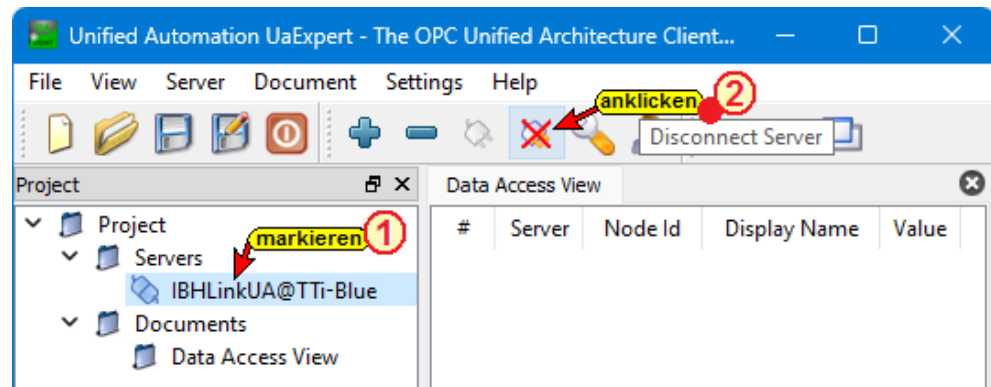 Unified Automation UaExpert - The OPC Unified Architecture Client...
File View Server Document Settings Help
anklicken 2
Disconnect Server
Project
Data Access View
# Server Node Id Display Name Value
Project
markieren 1
Servers
IBHLinkUA@TTi-Blue
Documents
Data Access View